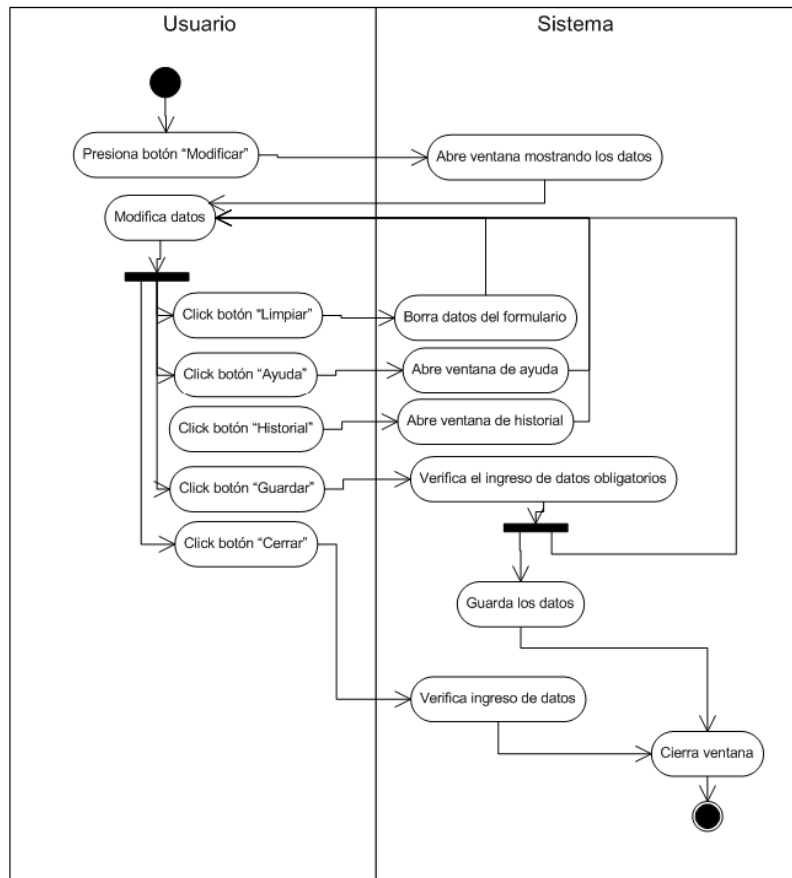 Usuario
Sistema
Presiona botón “Modificar”
Abre ventana mostrando los datos
Modifica datos
Click botón “Limpiar”
Borra datos del formulario
Click botón “Ayuda”
Abre ventana de ayuda
Click botón “Historial”
Abre ventana de historial
Click botón “Guardar”
Verifica el ingreso de datos obligatorios
Click botón “Cerrar”
Guarda los datos
Verifica ingreso de datos
Cierra ventana